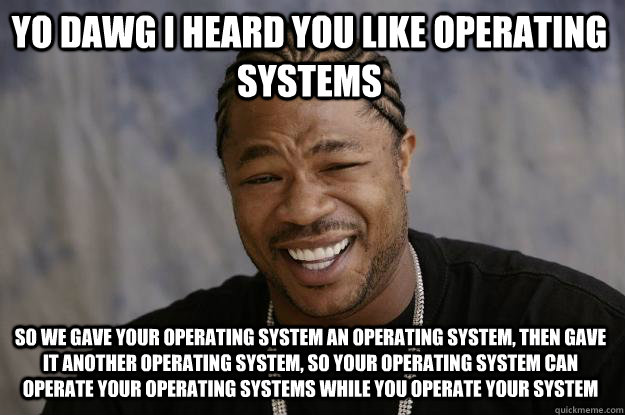 YO DAWG I HEARD YOU LIKE OPERATING
SYSTEMS
SO WE GAVE YOUR OPERATING SYSTEM AN OPERATING SYSTEM, THEN GAVE
IT ANOTHER OPERATING SYSTEM, SO YOUR OPERATING SYSTEM CAN
OPERATE YOUR OPERATING SYSTEMS WHILE YOU OPERATE YOUR SYSTEM
quickmeme.com